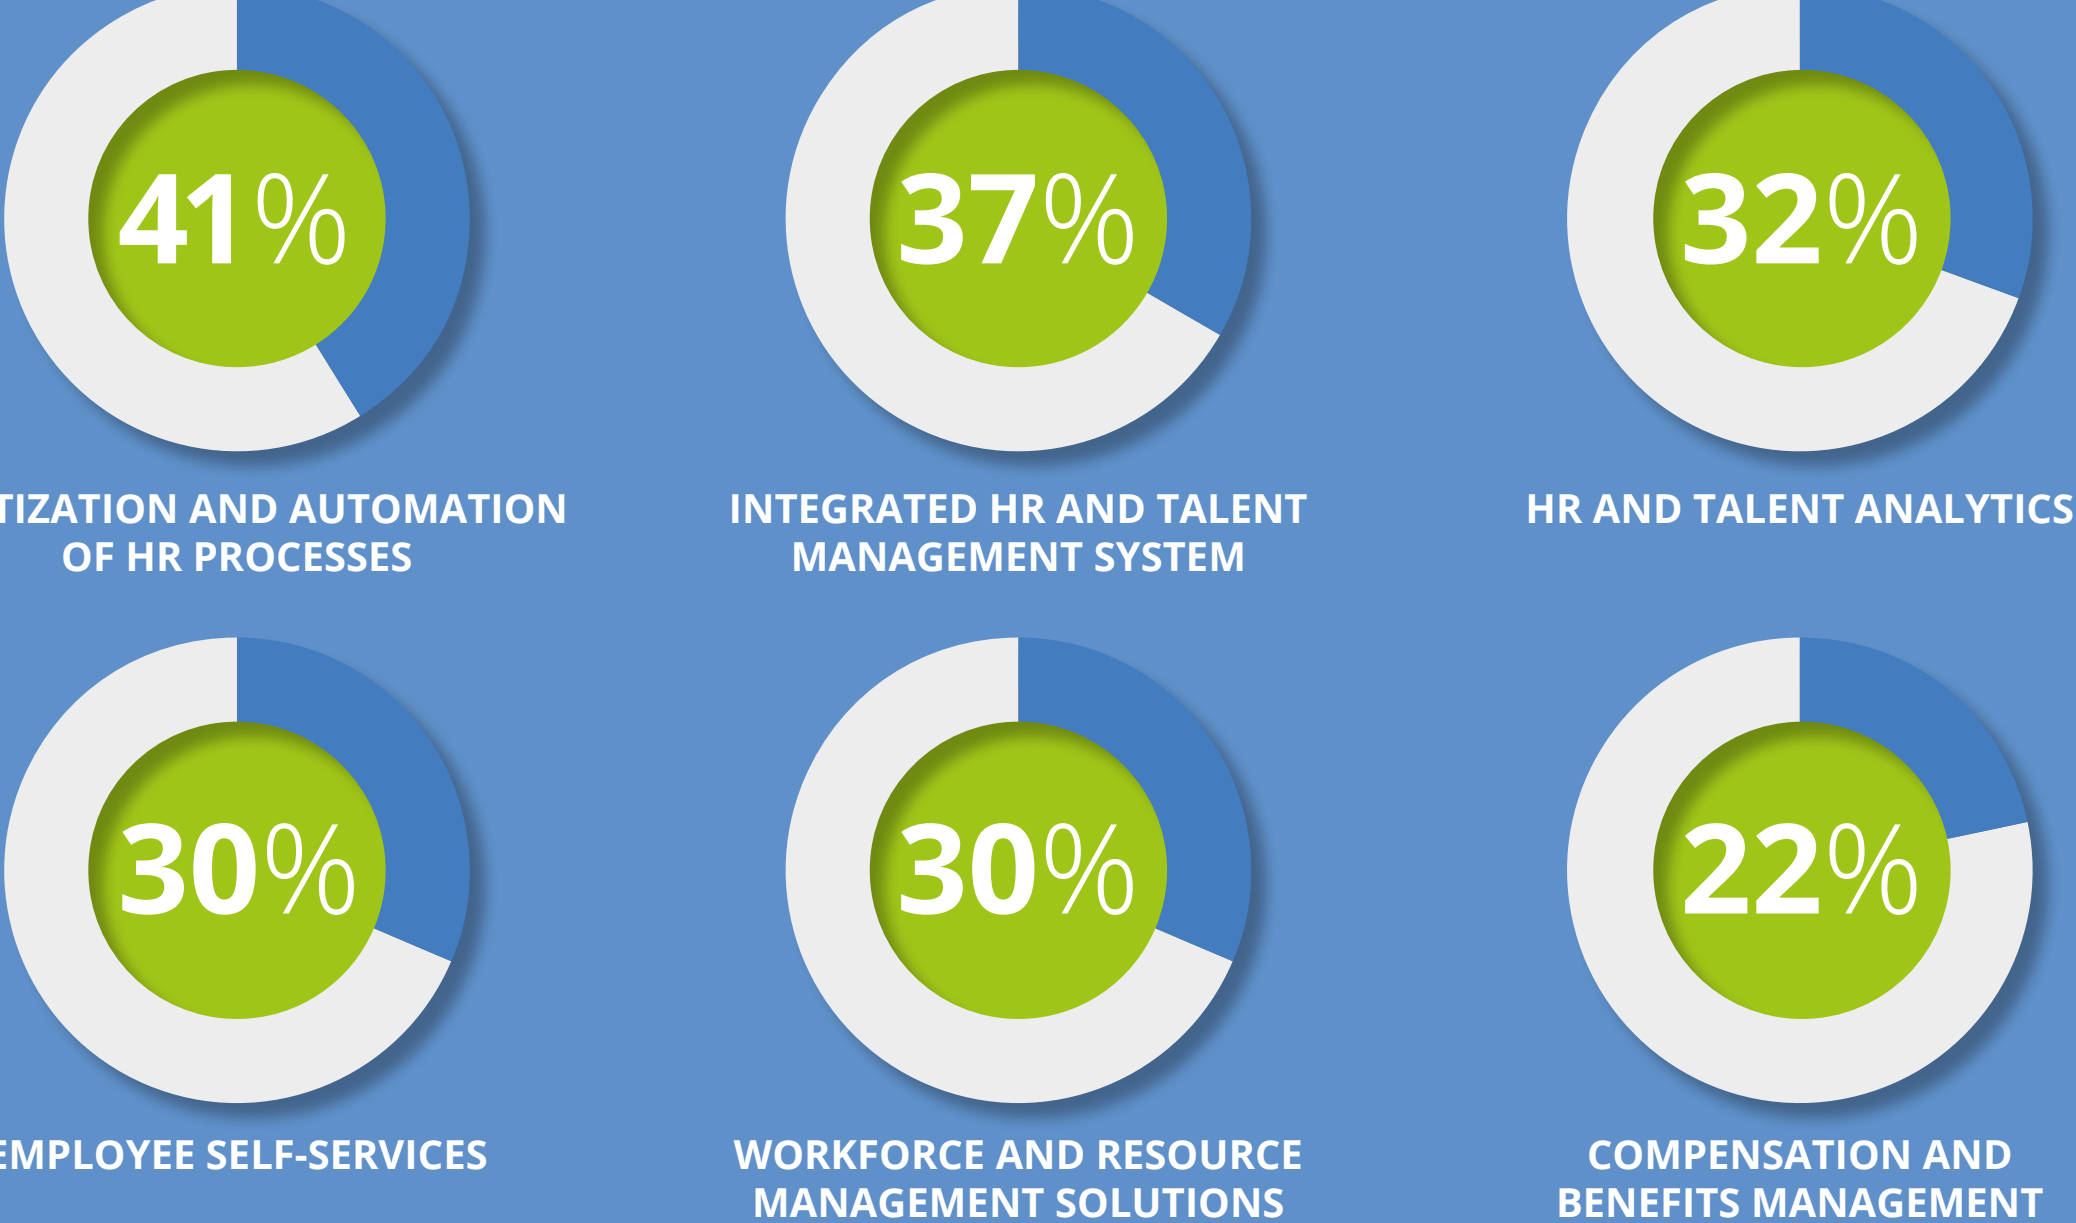 41%
37%
32%
TIZATION AND AUTOMATION
OF HR PROCESSES
INTEGRATED HR AND TALENT
MANAGEMENT SYSTEM
HR AND TALENT ANALYTICS
30%
30%
22%
EMPLOYEE SELF-SERVICES
WORKFORCE AND RESOURCE
MANAGEMENT SOLUTIONS
COMPENSATION AND
BENEFITS MANAGEMENT